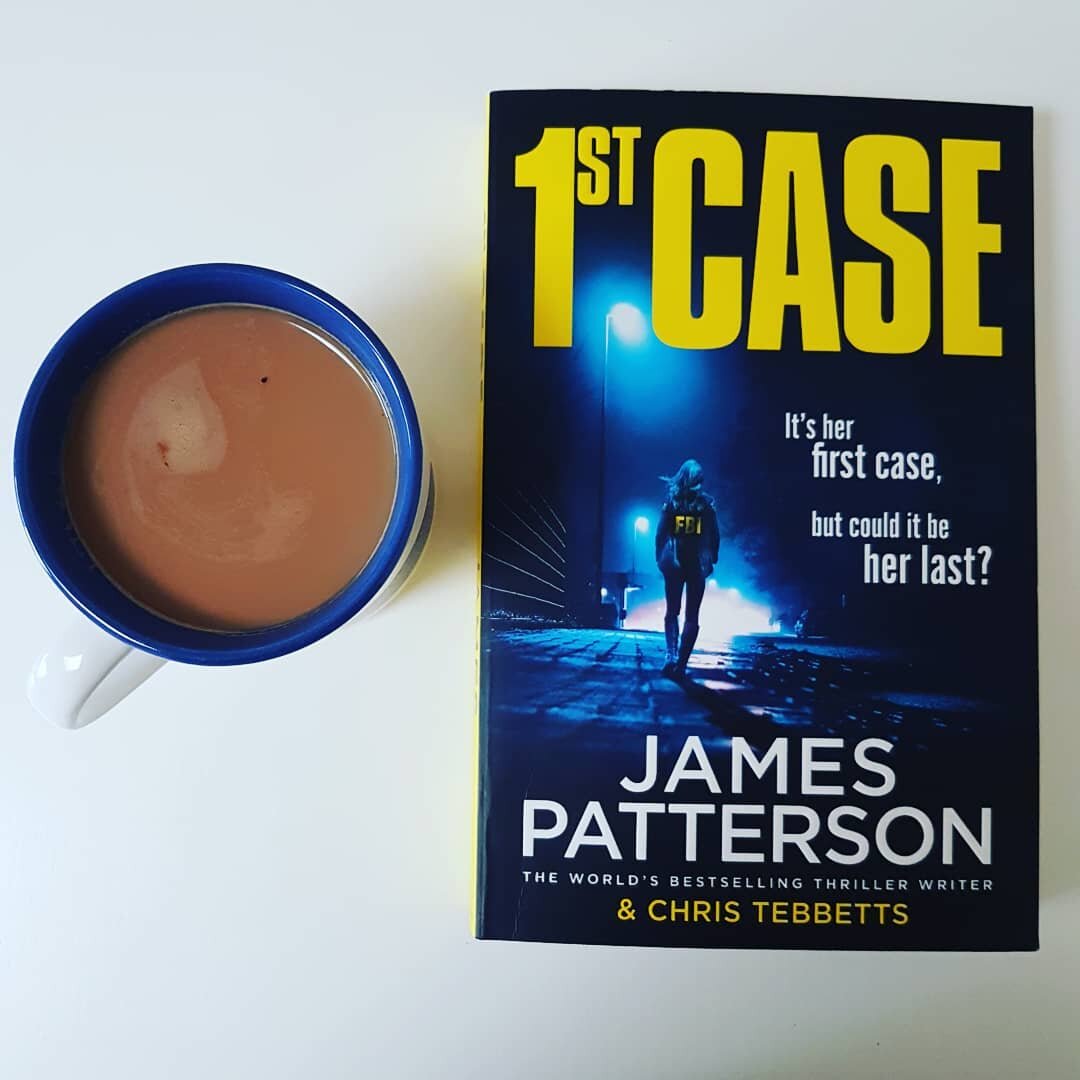 1ST CASE
It's her
first case,
but could it be
her last?
FBI
JAMES
PATTERSON
THE WORLD'S BESTSELLING THRILLER WRITER
& CHRIS TEBBETTS